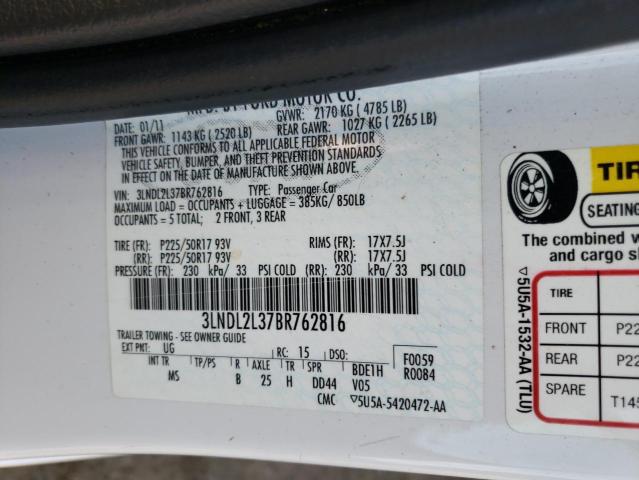 MFD. BY FORD MOTOR CO.
DATE: 01/11 GVWR: 2170 KG ( 4785 LB)
FRONT GAWR: 1143 KG ( 2520 LB) REAR GAWR: 1027 KG ( 2265 LB)
THIS VEHICLE CONFORMS TO ALL APPLICABLE FEDERAL MOTOR
VEHICLE SAFETY, BUMPER, AND THEFT PREVENTION STANDARDS
IN EFFECT ON THE DATE OF MANUFACTURE SHOWN ABOVE.
VIN: 3LNDL2L37BR762816 TYPE: Passenger Car
MAXIMUM LOAD = OCCUPANTS + LUGGAGE = 385KG/ 850LB
OCCUPANTS = 5 TOTAL; 2 FRONT, 3 REAR
TIRE (FR): P225/50R17 93V RIMS (FR): 17X7.5J
(RR): P225/50R17 93V (RR): 17X7.5J
PRESSURE (FR): 230 kPa/ 33 PSI COLD (RR): 230 kPa/ 33 PSI COLD
3LNDL2L37BR762816
TRAILER TOWING - SEE OWNER GUIDE
EXT PNT: UG RC: 15 DSO: F0059
INT TR TP/PS R AXLE TR SPR BDE1H R0084
MS B 25 H DD44 V05
CMC ▽5U5A-5420472-AA
TIR
SEATING
The combined w
and cargo s
TIRE
FRONT P22
REAR P22
SPARE T145
▽5U5A-1532-AA (TLU)